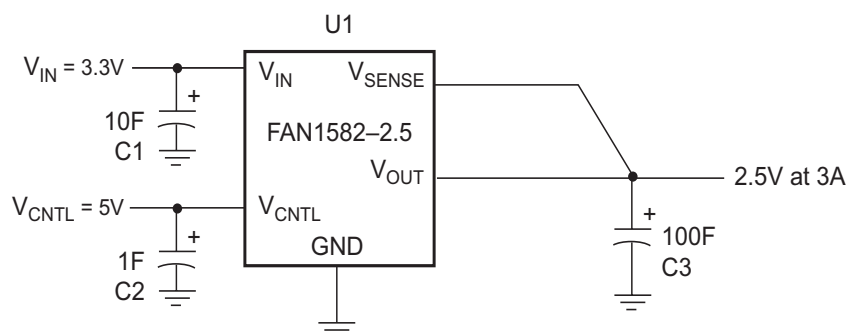 U1
V_IN = 3.3V
V_IN
V_SENSE
10F
C1
+
FAN1582–2.5
V_OUT
2.5V at 3A
V_CNTL = 5V
V_CNTL
GND
+
1F
C2
+
100F
C3